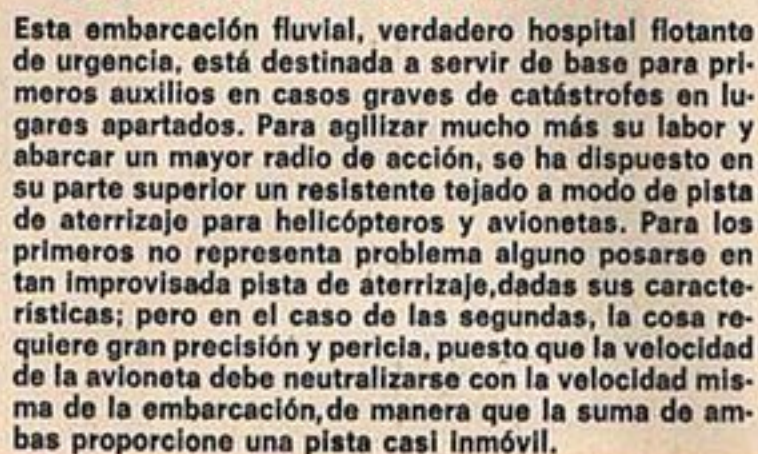 Esta embarcación fluvial, verdadero hospital flotante
de urgencia, está destinada a servir de base para pri-
meros auxilios en casos graves de catástrofes en lu-
gares apartados. Para agilizar mucho más su labor y
abarcar un mayor radio de acción, se ha dispuesto en
su parte superior un resistente tejado a modo de pista
de aterrizaje para helicópteros y avionetas. Para los
primeros no representa problema alguno posarse en
tan improvisada pista de aterrizaje,dadas sus caracte-
rísticas; pero en el caso de las segundas, la cosa re-
quiere gran precisión y pericia, puesto que la velocidad
de la avioneta debe neutralizarse con la velocidad mis-
ma de la embarcación,de manera que la suma de am-
bas proporcione una pista casi inmóvil.